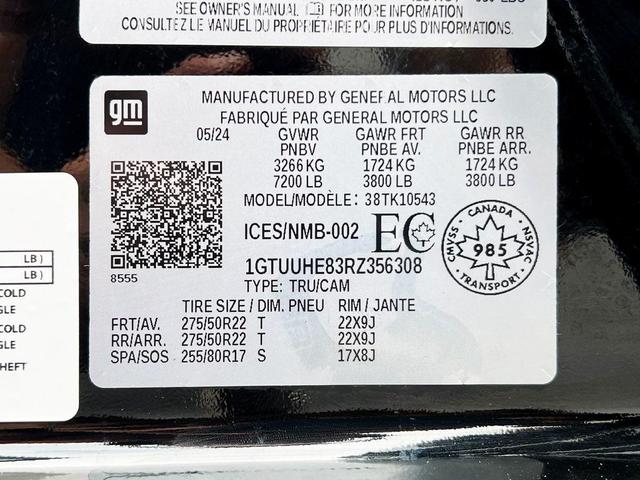 SEE OWNER'S MANUAL FOR MORE INFORMATION
CONSULTEZ LE MANUEL DU PROPRIÉTAIRE POUR PLUS D'INFORMATIONS.
gm
MANUFACTURED BY GENERAL MOTORS LLC
FABRIQUÉ PAR GENERAL MOTORS LLC
05/24 GVWR GAWR FRT GAWR RR
PNBV PNBE AV. PNBE ARR.
3266 KG 1724 KG 1724 KG
7200 LB 3800 LB 3800 LB
MODEL/MODÈLE: 38TK10543
ICES/NMB-002 EC
CANADA
CMVSS 985 NSVAC
TRANSPORT
1GTUUHE83RZ356308
8555
TYPE: TRU/CAM
TIRE SIZE / DIM. PNEU RIM / JANTE
FRT/AV. 275/50R22 T 22X9J
RR/ARR. 275/50R22 T 22X9J
SPA/SOS 255/80R17 S 17X8J
LB )
LB )
COLD
COLD